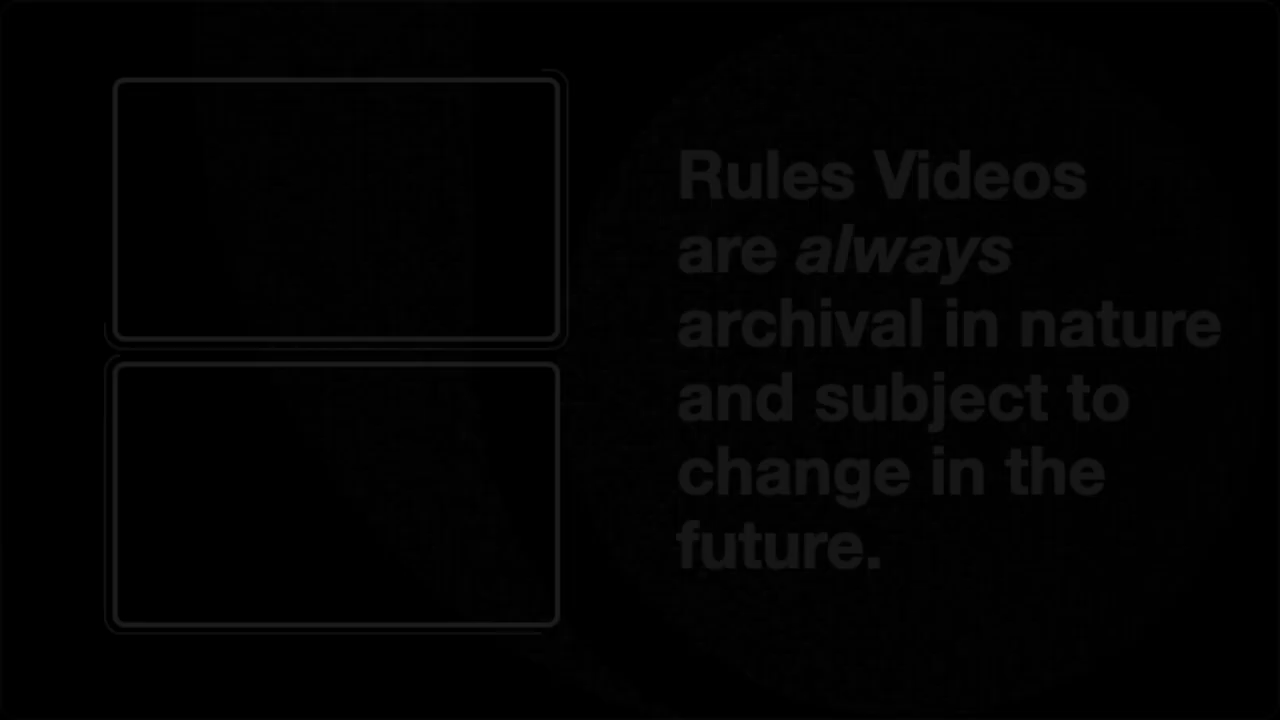 Rules Videos
are always
archival in nature
and subject to
change in the
future.